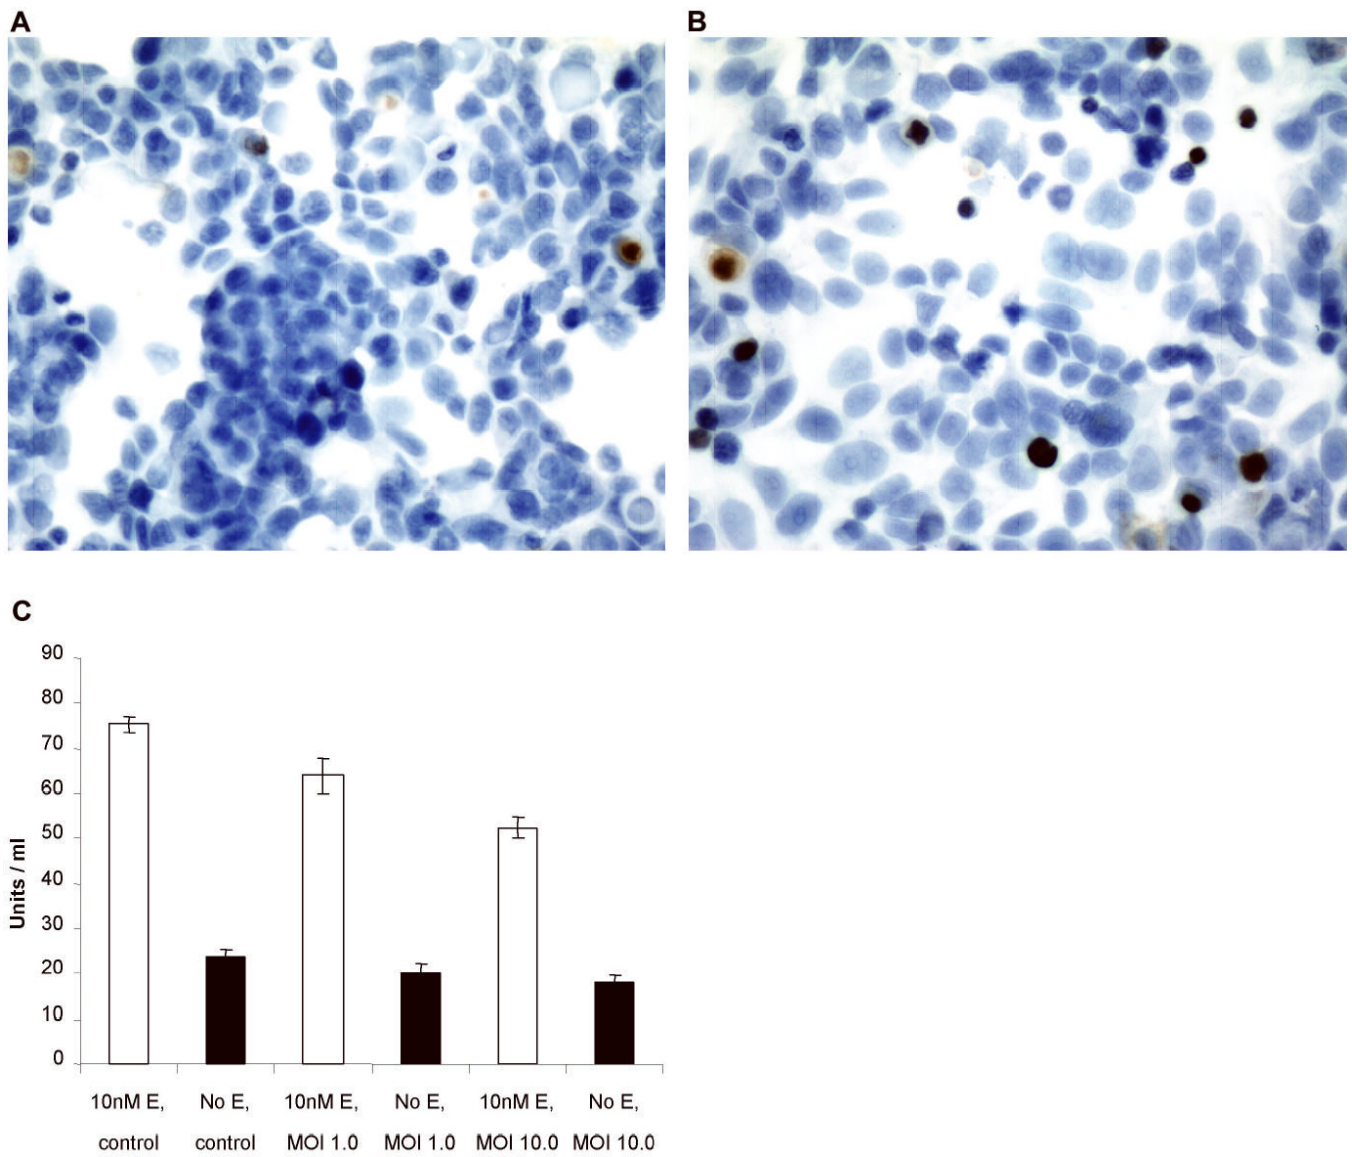 A
B
C
90
80
70
60
50
40
30
20
10
0
Units / ml
10nM E, No E, 10nM E, No E, 10nM E, No E,
control control MOI 1.0 MOI 1.0 MOI 10.0 MOI 10.0